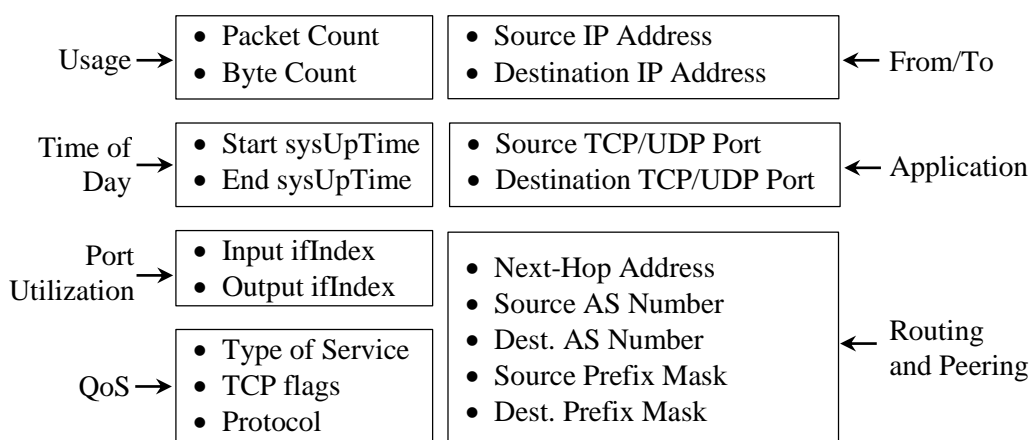 Usage
• Packet Count
• Byte Count
• Source IP Address
• Destination IP Address
From/To
Time of
Day
• Start sysUpTime
• End sysUpTime
• Source TCP/UDP Port
• Destination TCP/UDP Port
Application
Port
Utilization
• Input ifIndex
• Output ifIndex
QoS
• Type of Service
• TCP flags
• Protocol
• Next-Hop Address
• Source AS Number
• Dest. AS Number
• Source Prefix Mask
• Dest. Prefix Mask
Routing
and Peering